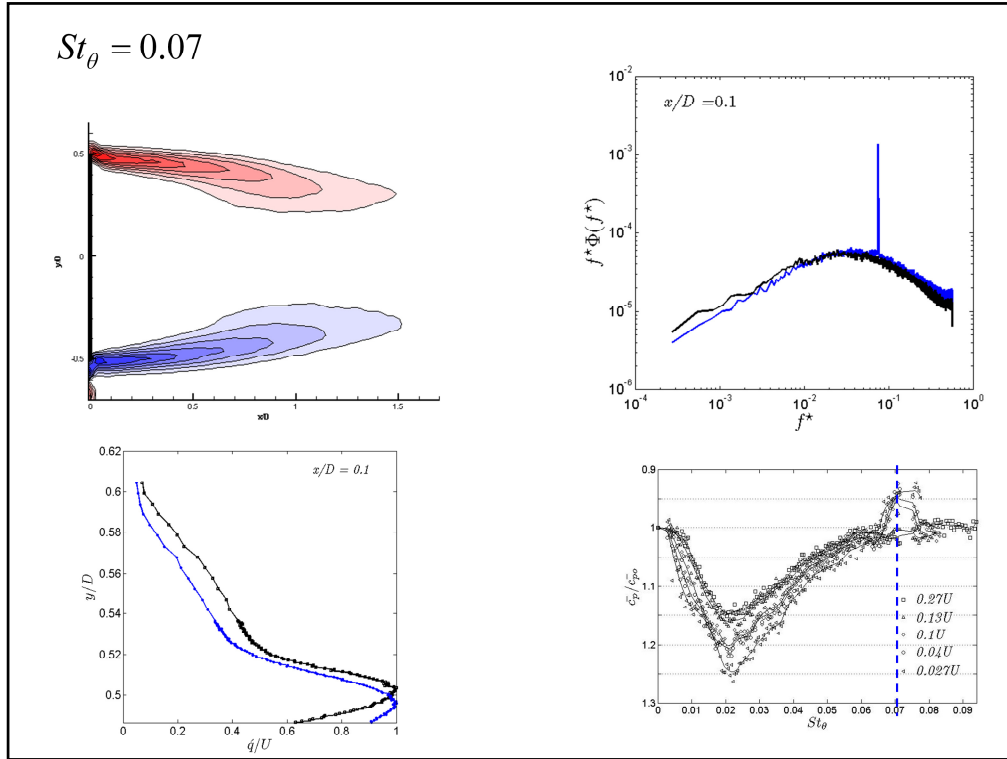 St_θ = 0.07
0.5
0
-0.5
y/D
0 0.5 1 1.5
x/D
10^-2
10^-3
10^-4
10^-5
10^-6
x/D =0.1
f*Φ(f*)
10^-4 10^-3 10^-2 10^-1 10^0
f*
0.62
0.6
0.58
0.56
0.54
0.52
0.5
x/D = 0.1
y/D
0 0.2 0.4 0.6 0.8 1
q́/U
0.9
1
1.1
1.2
1.3
c̄_p/c̄_po
0.27U
0.13U
0.1U
0.04U
0.027U
0 0.01 0.02 0.03 0.04 0.05 0.06 0.07 0.08 0.09
St_θ